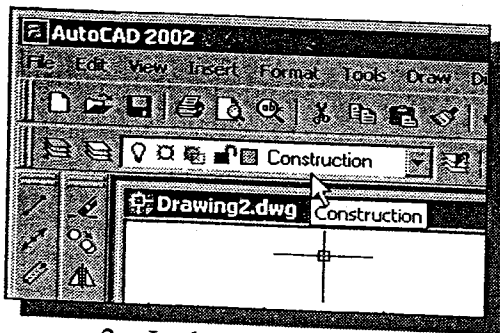 AutoCAD 2002
File Edit View Insert Format Tools Draw
Construction
Drawing2.dwg
Construction